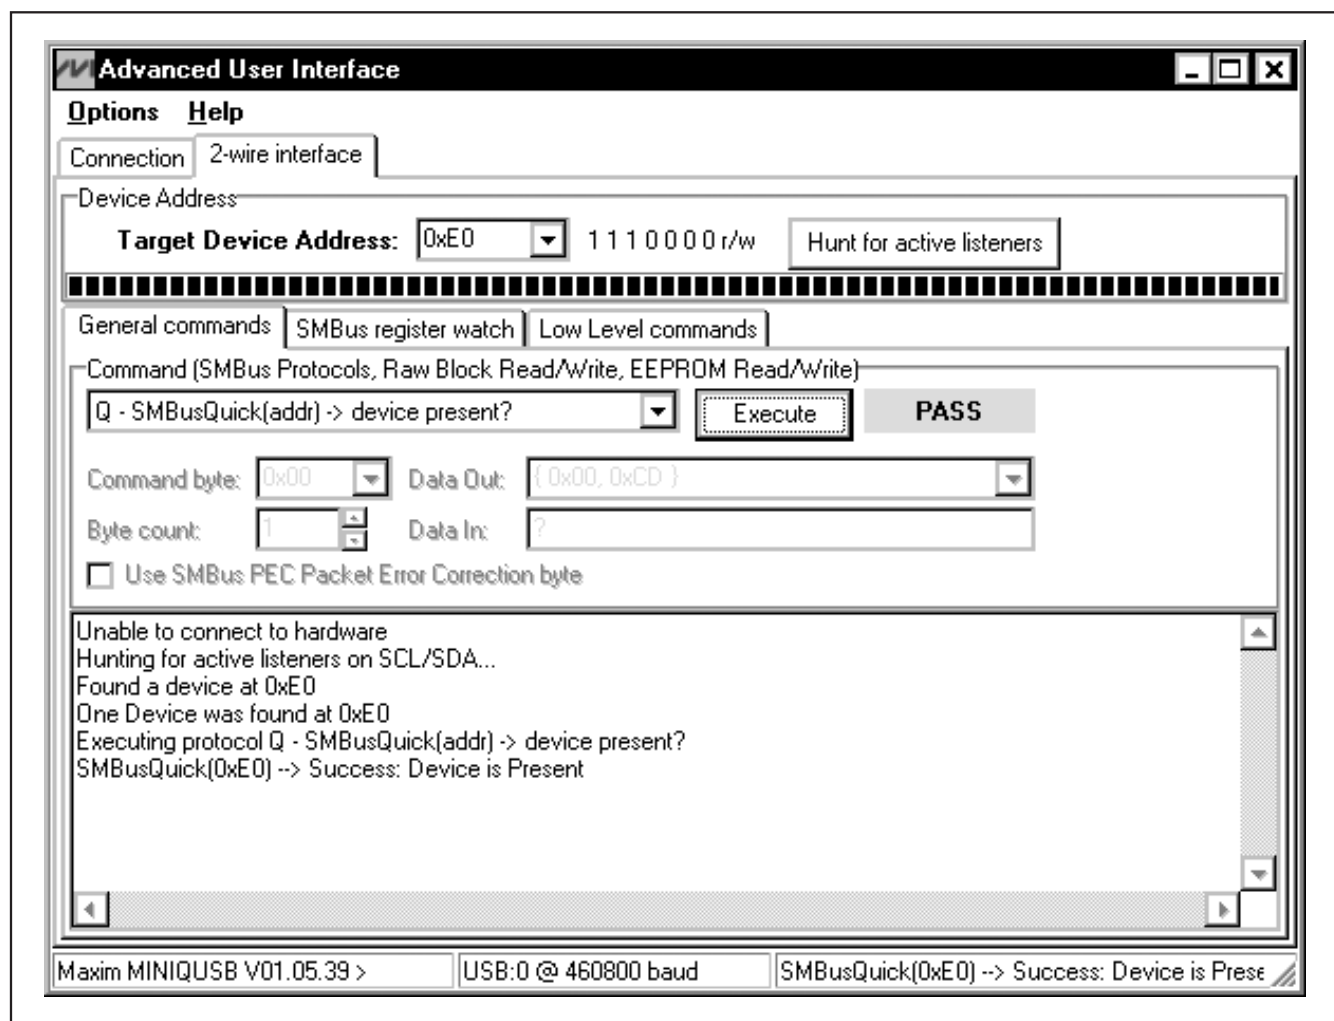 Advanced User Interface
Options Help
Connection 2-wire interface
Device Address
Target Device Address: 0xE0 1 1 1 0 0 0 0 r/w Hunt for active listeners
General commands SMBus register watch Low Level commands
Command (SMBus Protocols, Raw Block Read/Write, EEPROM Read/Write)
Q - SMBusQuick(addr) -> device present? Execute PASS
Command byte: 0x00 Data Out: { 0x00, 0xCD }
Byte count: 1 Data In: ?
Use SMBus PEC Packet Error Correction byte
Unable to connect to hardware
Hunting for active listeners on SCL/SDA...
Found a device at 0xE0
One Device was found at 0xE0
Executing protocol Q - SMBusQuick(addr) -> device present?
SMBusQuick(0xE0) --> Success: Device is Present
Maxim MINIQUSB V01.05.39 > USB:0 @ 460800 baud SMBusQuick(0xE0) --> Success: Device is Prese